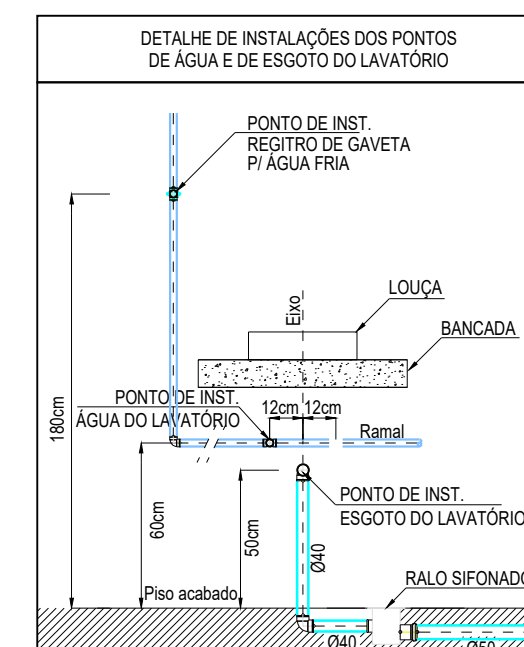 DETALHE DE INSTALAÇÕES DOS PONTOS
DE ÁGUA E DE ESGOTO DO LAVATÓRIO
PONTO DE INST.
REGITRO DE GAVETA
P/ ÁGUA FRIA
LOUÇA
Eixo
BANCADA
PONTO DE INST.
ÁGUA DO LAVATÓRIO
12cm
12cm
Ramal
180cm
60cm
50cm
PONTO DE INST.
ESGOTO DO LAVATÓRIO
Ø40
RALO SIFONADO
Piso acabado
Ø40
Ø50